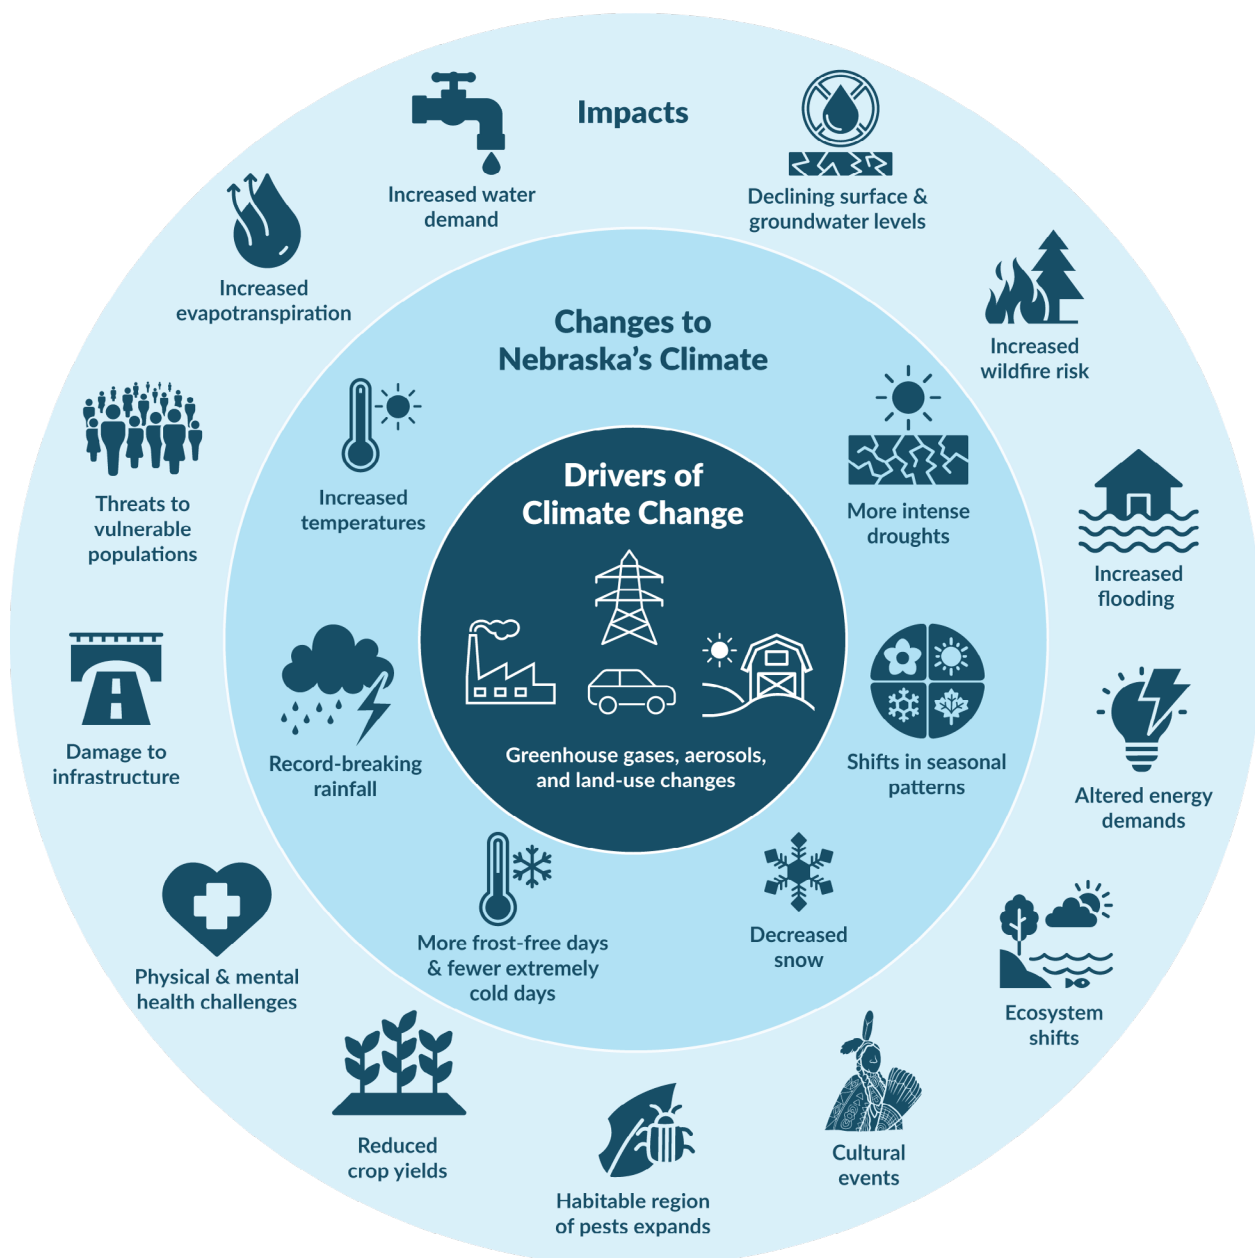 Impacts
Increased water
demand
Declining surface &
groundwater levels
Increased
evapotranspiration
Increased
wildfire risk
Threats to
vulnerable
populations
Increased
flooding
Damage to
infrastructure
Altered energy
demands
Physical & mental
health challenges
Ecosystem
shifts
Reduced
crop yields
Cultural
events
Habitable region
of pests expands
Changes to
Nebraska’s Climate
Increased
temperatures
More intense
droughts
Record-breaking
rainfall
Shifts in seasonal
patterns
More frost-free days
& fewer extremely
cold days
Decreased
snow
Drivers of
Climate Change
Greenhouse gases, aerosols,
and land-use changes